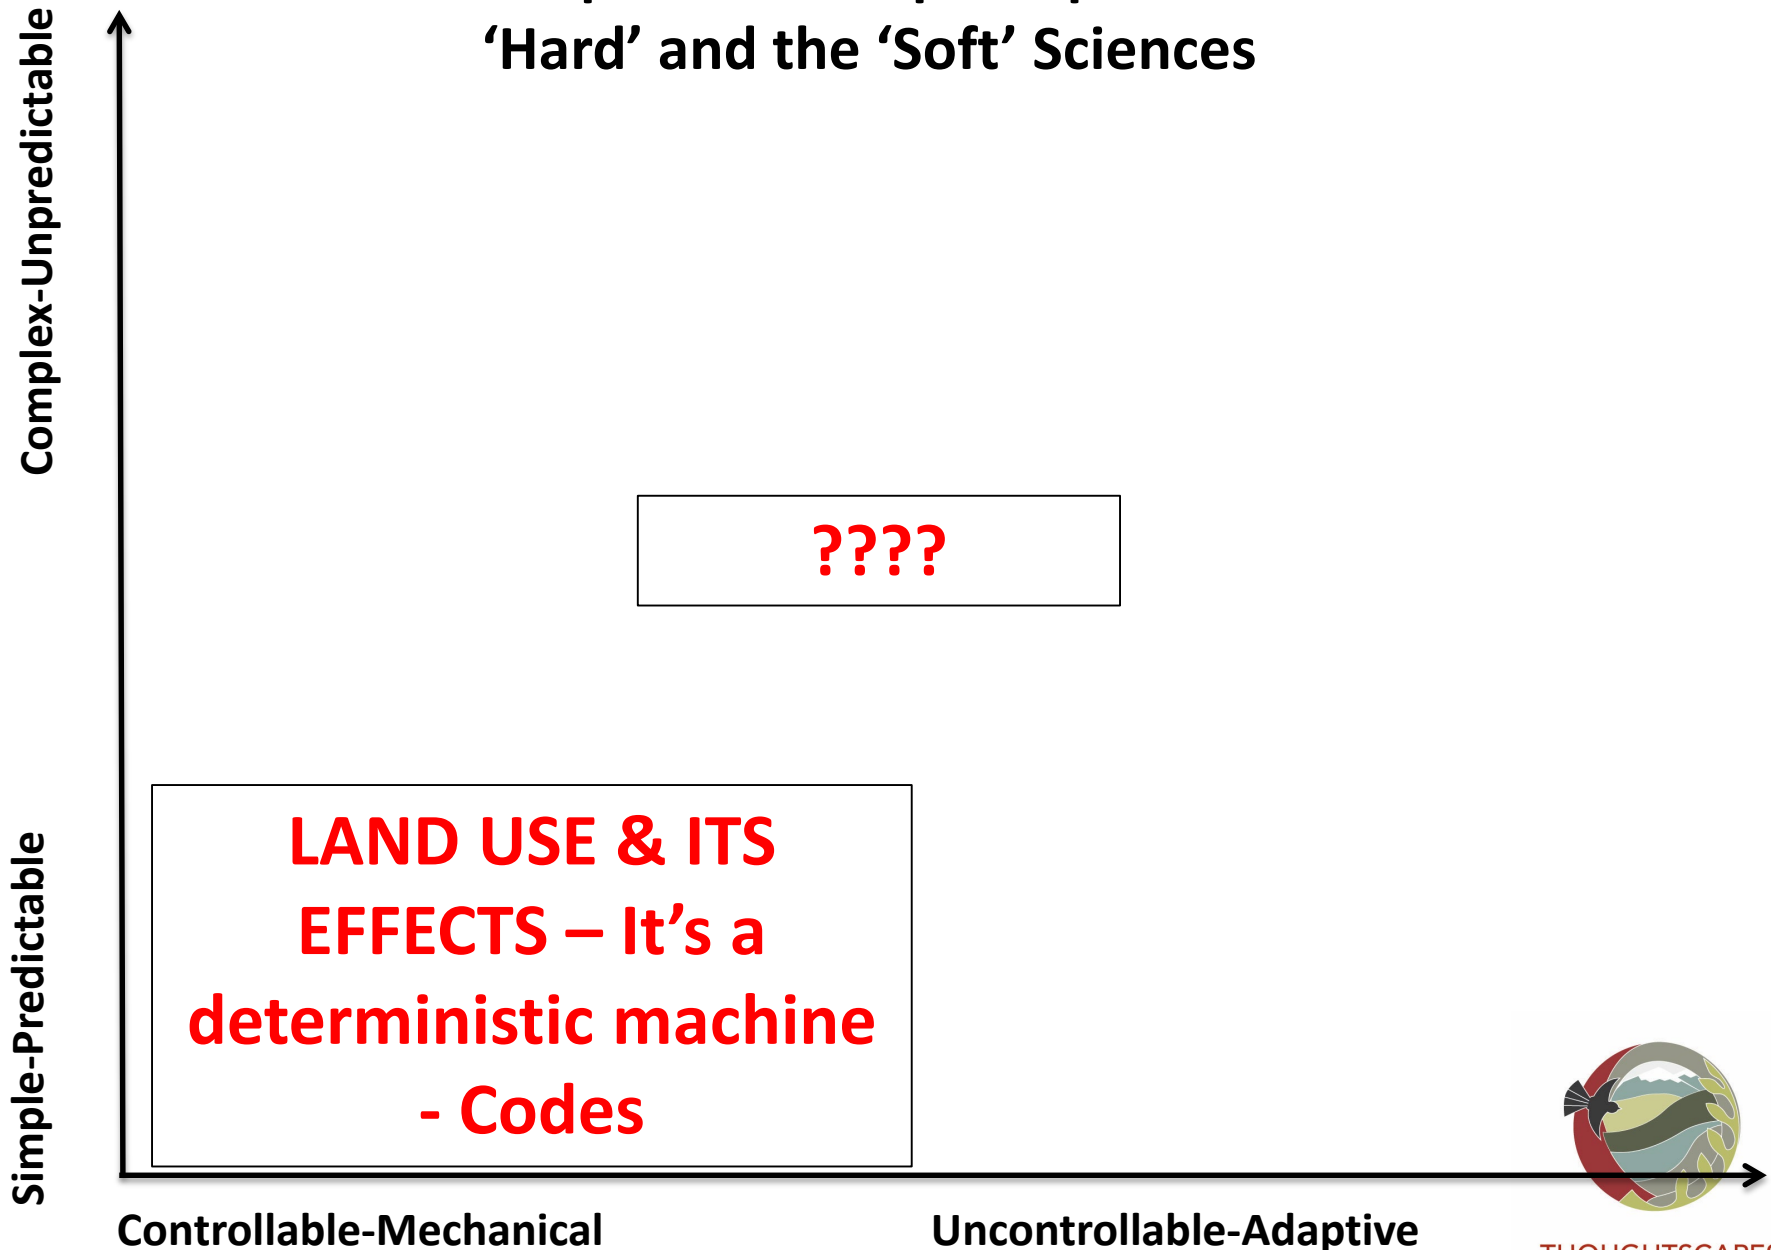 ‘Hard’ and the ‘Soft’ Sciences
Complex-Unpredictable
????
LAND USE & ITS
EFFECTS – It’s a
deterministic machine
- Codes
Simple-Predictable
Controllable-Mechanical
Uncontrollable-Adaptive
THOUGHTSCAPES